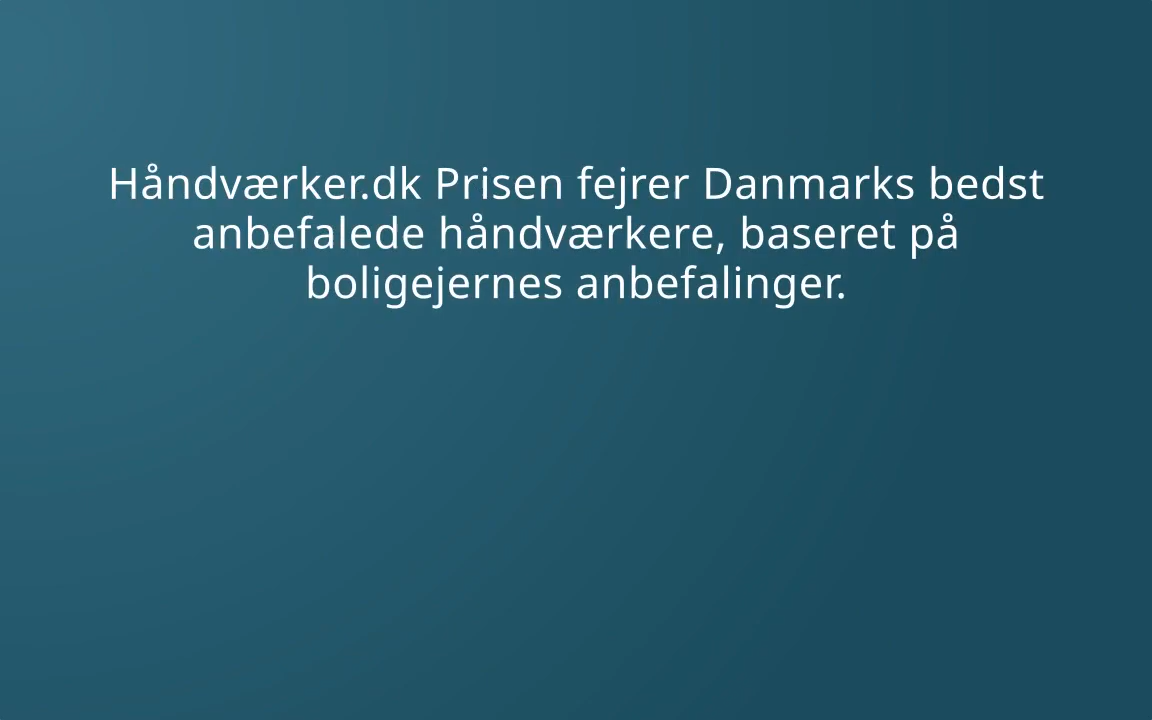 Håndværker.dk Prisen fejrer Danmarks bedst
anbefalede håndværkere, baseret på
boligejernes anbefalinger.